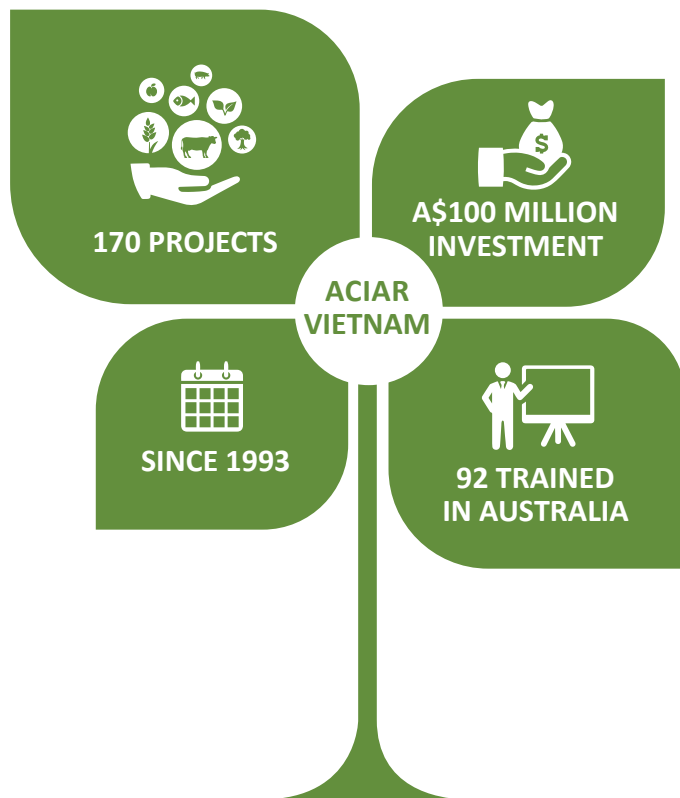 170 PROJECTS
$
A$100 MILLION
INVESTMENT
ACIAR
VIETNAM
SINCE 1993
92 TRAINED
IN AUSTRALIA